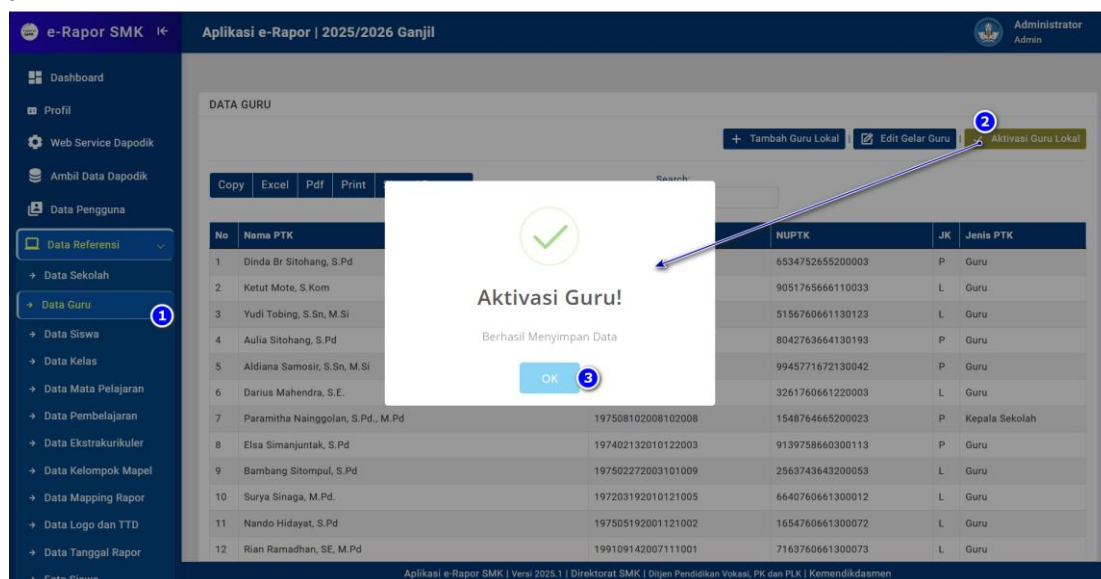 e-Rapor SMK
Aplikasi e-Rapor | 2025/2026 Ganjil
Administrator
Admin
Dashboard
Profil
Web Service Dapodik
Ambil Data Dapodik
Data Pengguna
Data Referensi
Data Sekolah
Data Guru
1
Data Siswa
Data Kelas
Data Mata Pelajaran
Data Pembelajaran
Data Ekstrakurikuler
Data Kelompok Mapel
Data Mapping Rapor
Data Logo dan TTD
Data Tanggal Rapor
DATA GURU
2
+ Tambah Guru Lokal | Edit Gelar Guru | Aktivasi Guru Lokal
Copy Excel Pdf Print
Search:
No Nama PTK NUPTK JK Jenis PTK
1 Dinda Br Sitohang, S.Pd 6534752655200003 P Guru
2 Ketut Mote, S.Kom 9051765666110033 L Guru
3 Yudi Tobing, S.Sn, M.Si 5156760661130123 L Guru
4 Aulia Sitohang, S.Pd 8042763664130193 P Guru
5 Aldiana Samosir, S.Sn, M.Si 9945771672130042 P Guru
6 Darius Mahendra, S.E. 3261760661220003 L Guru
7 Paramitha Nainggolan, S.Pd., M.Pd 197508102008102008 1548764665200023 P Kepala Sekolah
8 Elsa Simanjuntak, S.Pd 197402132010122003 9139758660300113 P Guru
9 Bambang Sitompul, S.Pd 197502272003101009 2563743643200053 L Guru
10 Surya Sinaga, M.Pd. 197203192010121005 6640760661300012 L Guru
11 Nando Hidayat, S.Pd 197505192001121002 1654760661300072 L Guru
12 Rian Ramadhan, SE, M.Pd 199109142007111001 7163760661300073 L Guru
Aktivasi Guru!
Berhasil Menyimpan Data
OK 3
Aplikasi e-Rapor SMK | Versi 2025.1 | Direktorat SMK | Ditjen Pendidikan Vokasi, PK dan PLK | Kemendikdasmen